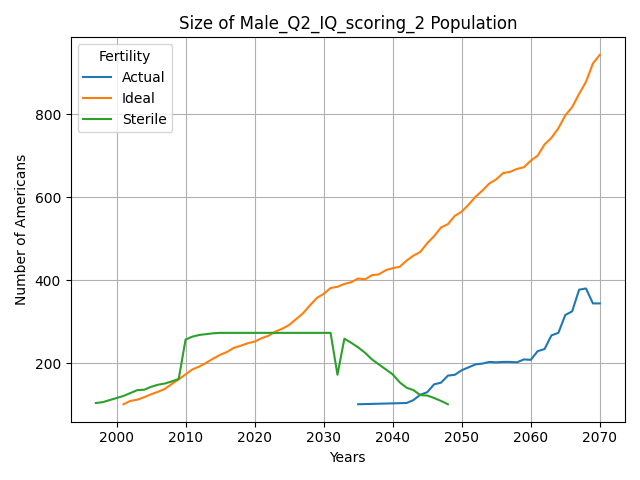 Size of Male_Q2_IQ_scoring_2 Population
Fertility
Actual
Ideal
Sterile
Number of Americans
800
600
400
200
2000
2010
2020
2030
2040
2050
2060
2070
Years